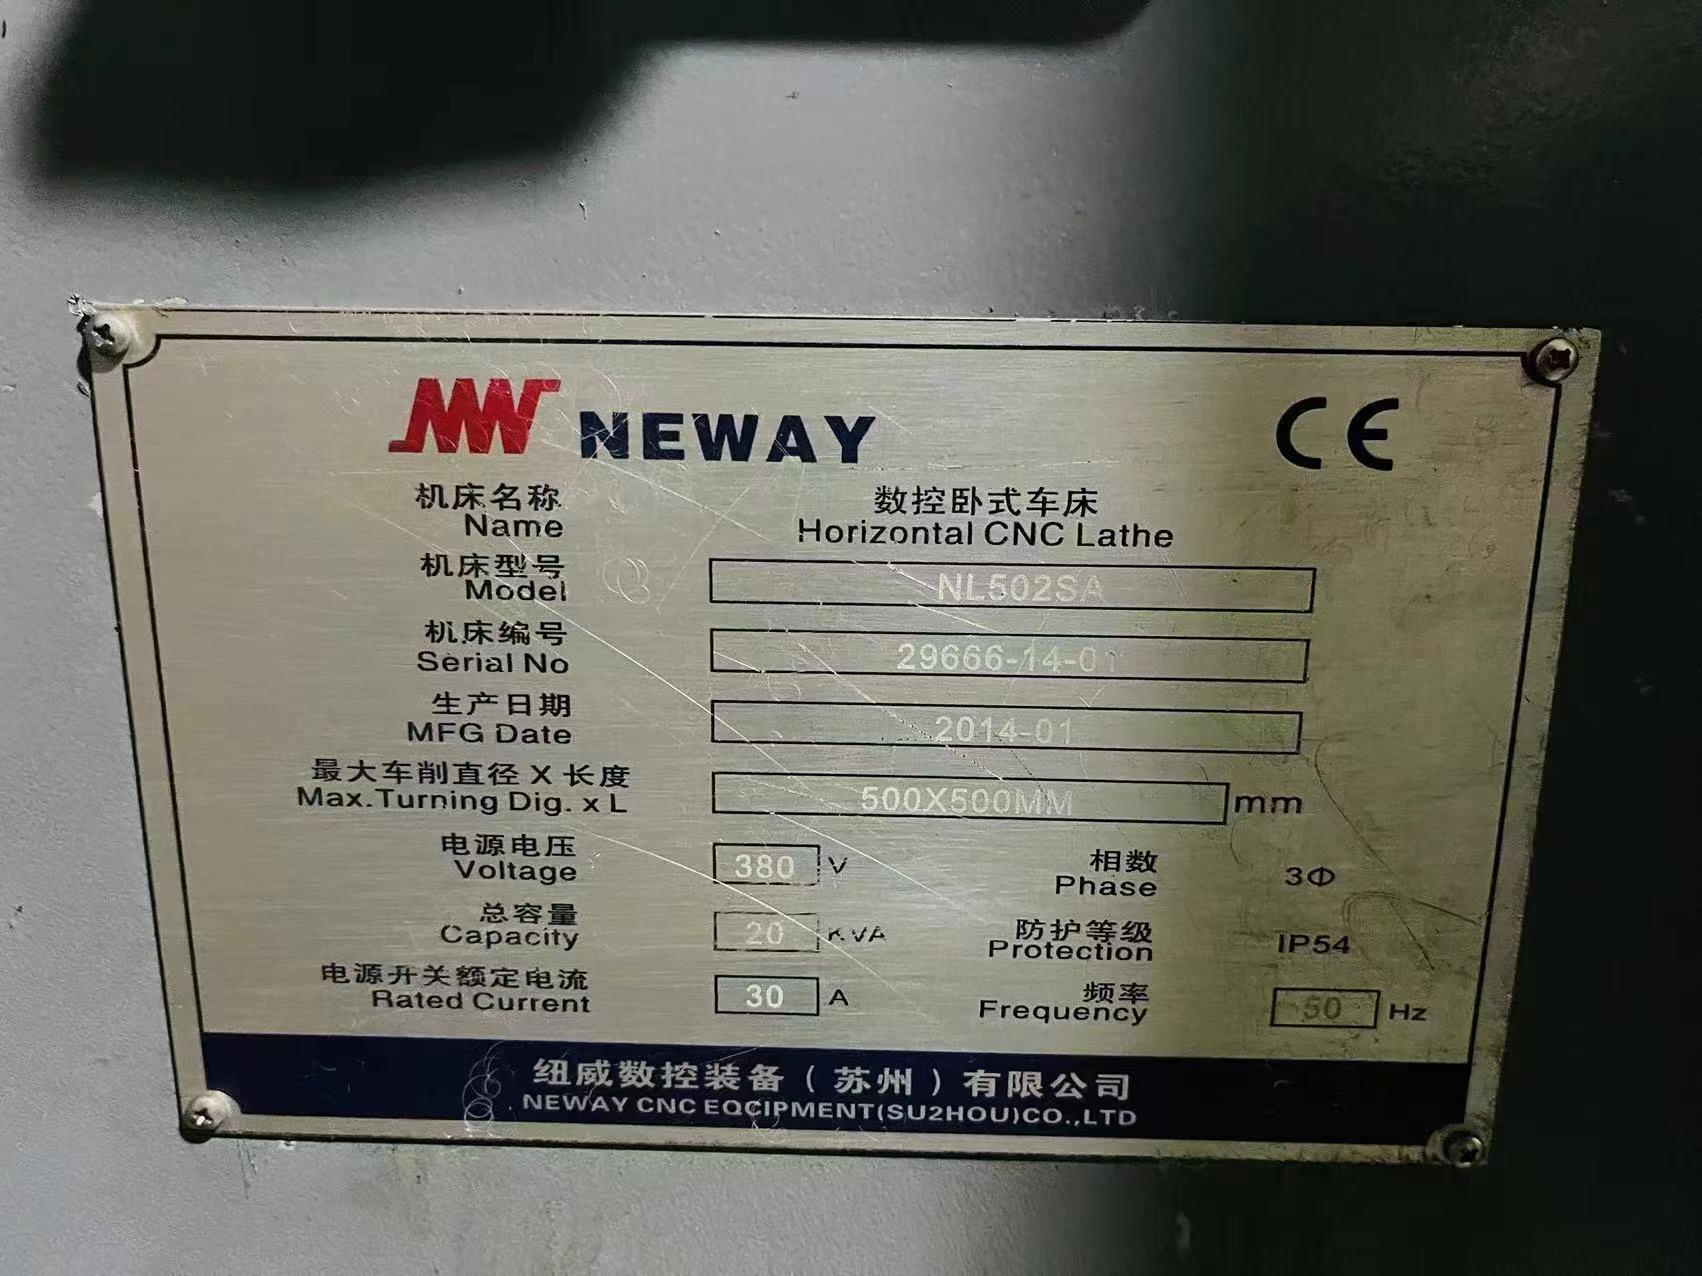 NEWAY CE
机床名称 数控卧式车床
Name Horizontal CNC Lathe
机床型号
Model NL502SA
机床编号
Serial No 29666-14-01
生产日期
MFG Date 2014-01
最大车削直径 X 长度
Max.Turning Dig. x L 500X500MM mm
电源电压 相数
Voltage 380 V Phase 3Φ
总容量 防护等级
Capacity 20 KVA Protection IP54
电源开关额定电流 频率
Rated Current 30 A Frequency 50 Hz
纽威数控装备（苏州）有限公司
NEWAY CNC EQCIPMENT(SU2HOU)CO.,LTD